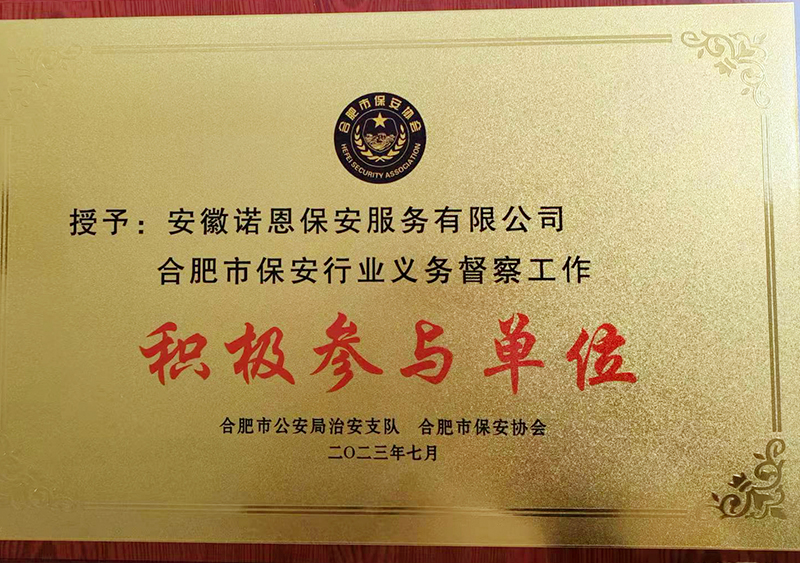 合肥市保安协会
HEFEI SECURITY ASSOCIATION
授予：安徽诺恩保安服务有限公司
合肥市保安行业义务督察工作
积极参与单位
合肥市公安局治安支队 合肥市保安协会
二〇二三年七月